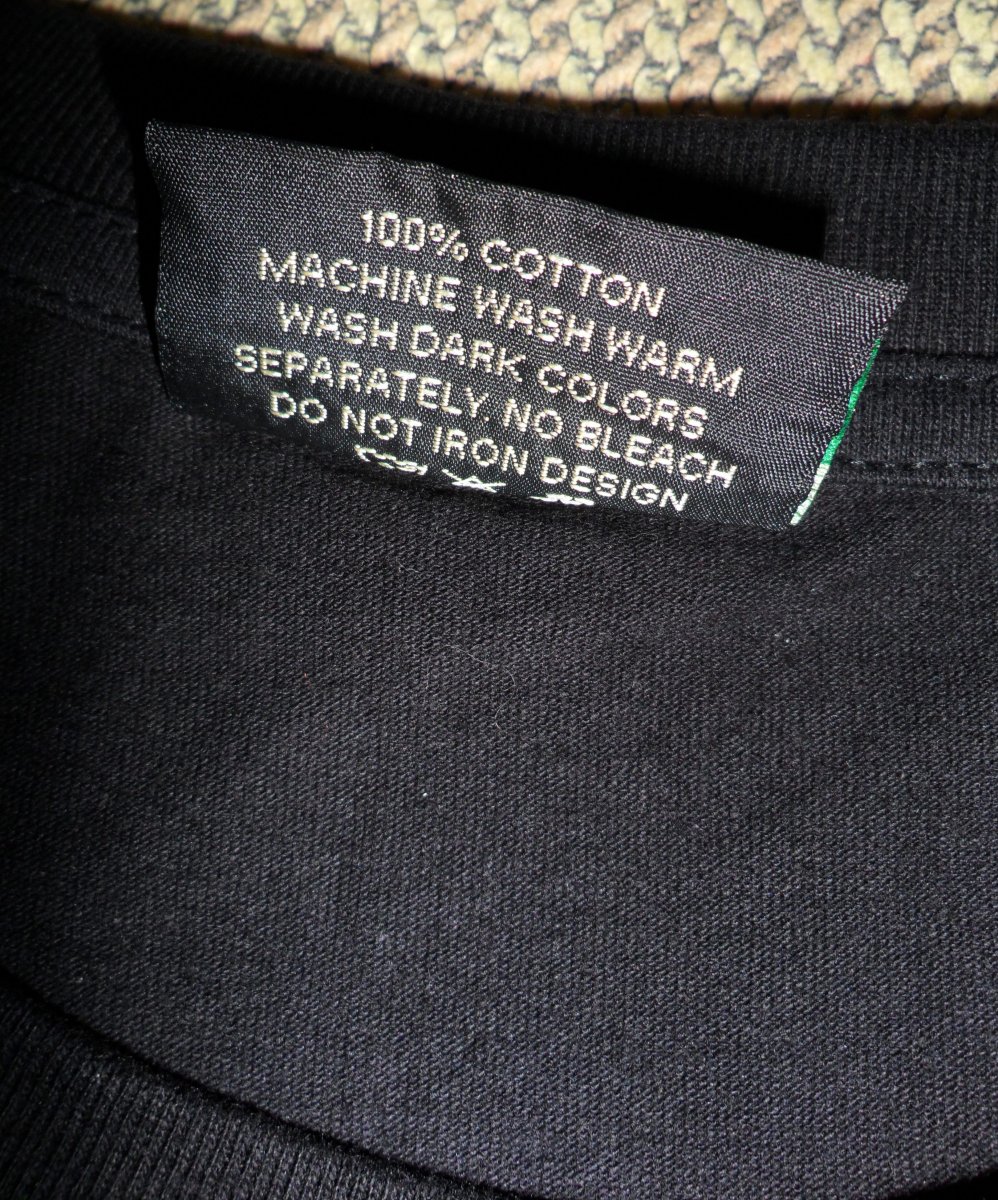 100% COTTON
MACHINE WASH WARM
WASH DARK COLORS
SEPARATELY. NO BLEACH
DO NOT IRON DESIGN